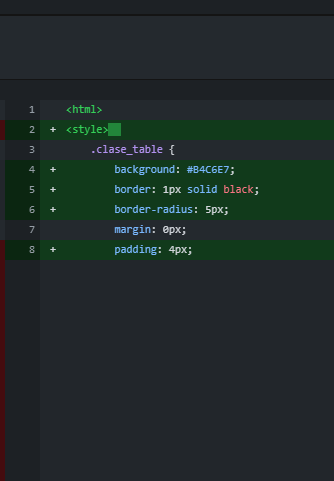 1 <html>
2 + <style>
3 .clase_table {
4 + background: #B4C6E7;
5 + border: 1px solid black;
6 + border-radius: 5px;
7 margin: 0px;
8 + padding: 4px;